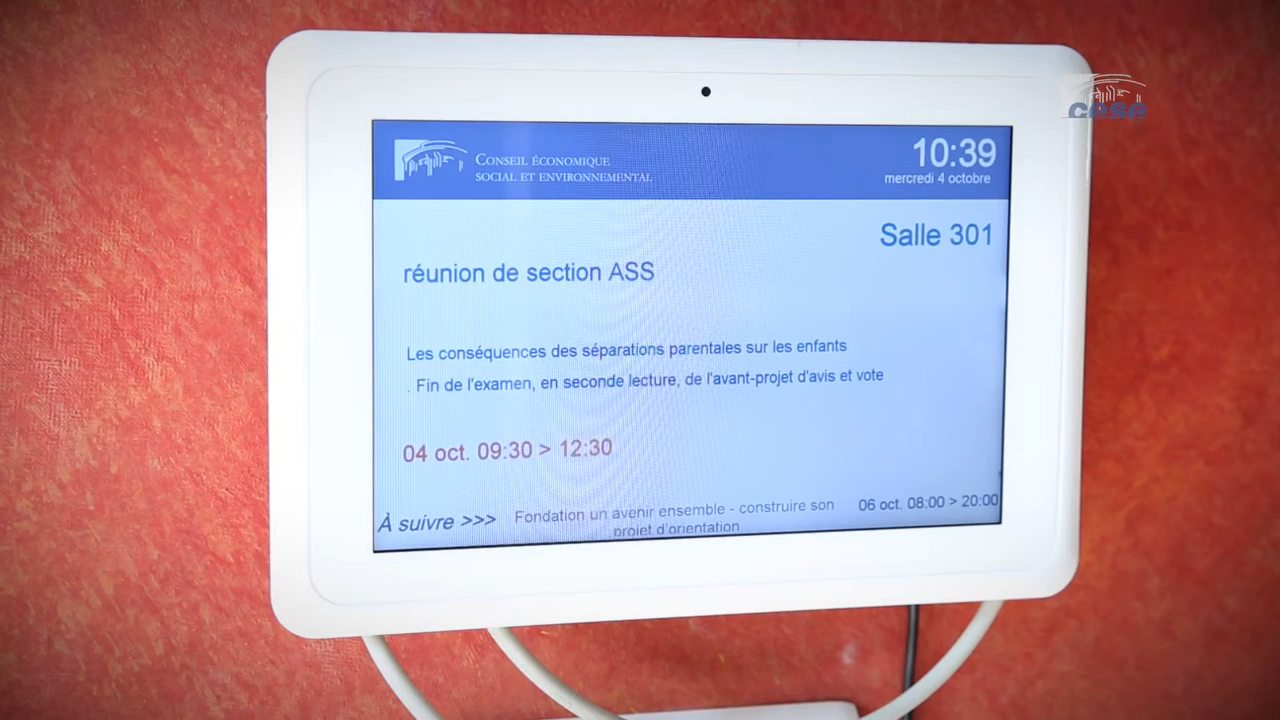 cese
CONSEIL ÉCONOMIQUE
SOCIAL ET ENVIRONNEMENTAL
10:39
mercredi 4 octobre
Salle 301
réunion de section ASS
Les conséquences des séparations parentales sur les enfants
. Fin de l'examen, en seconde lecture, de l'avant-projet d'avis et vote
04 oct. 09:30 > 12:30
À suivre >>>
Fondation un avenir ensemble - construire son
projet d'orientation
06 oct. 08:00 > 20:00